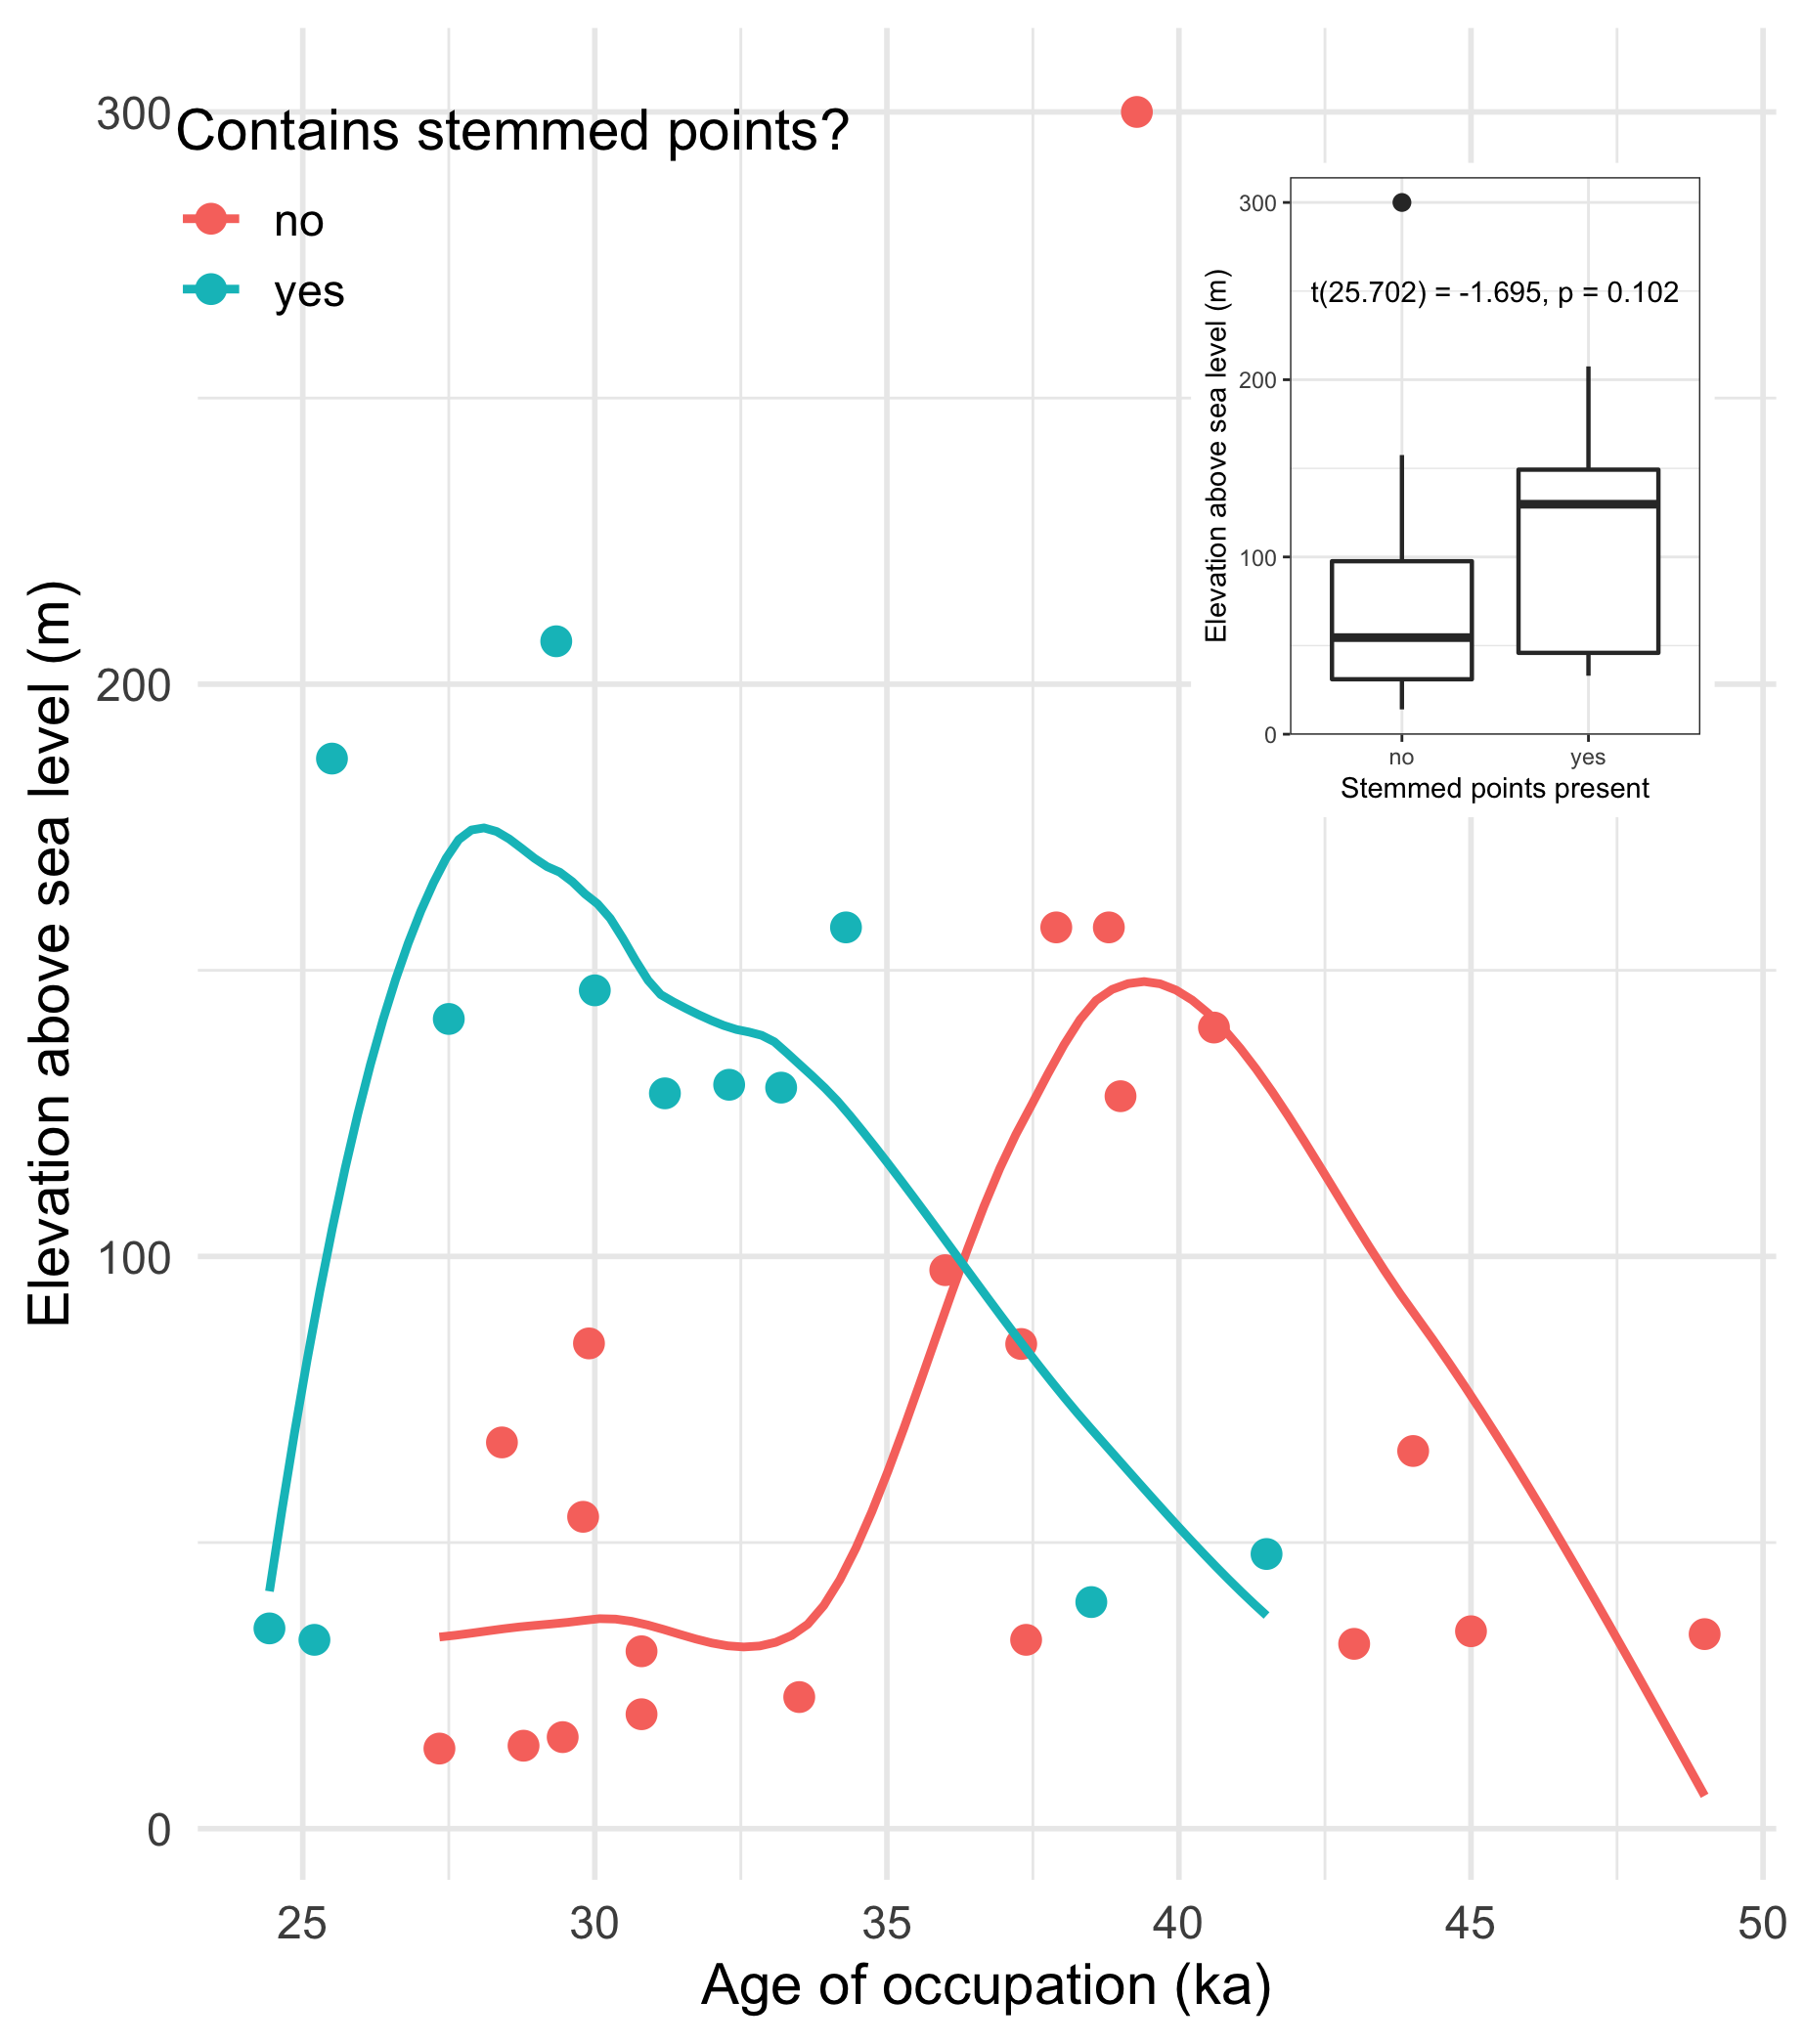 Contains stemmed points?
no
yes
Elevation above sea level (m)
300
200
100
0
25 30 35 40 45 50
Age of occupation (ka)
t(25.702) = -1.695, p = 0.102
Elevation above sea level (m)
300
200
100
0
no yes
Stemmed points present